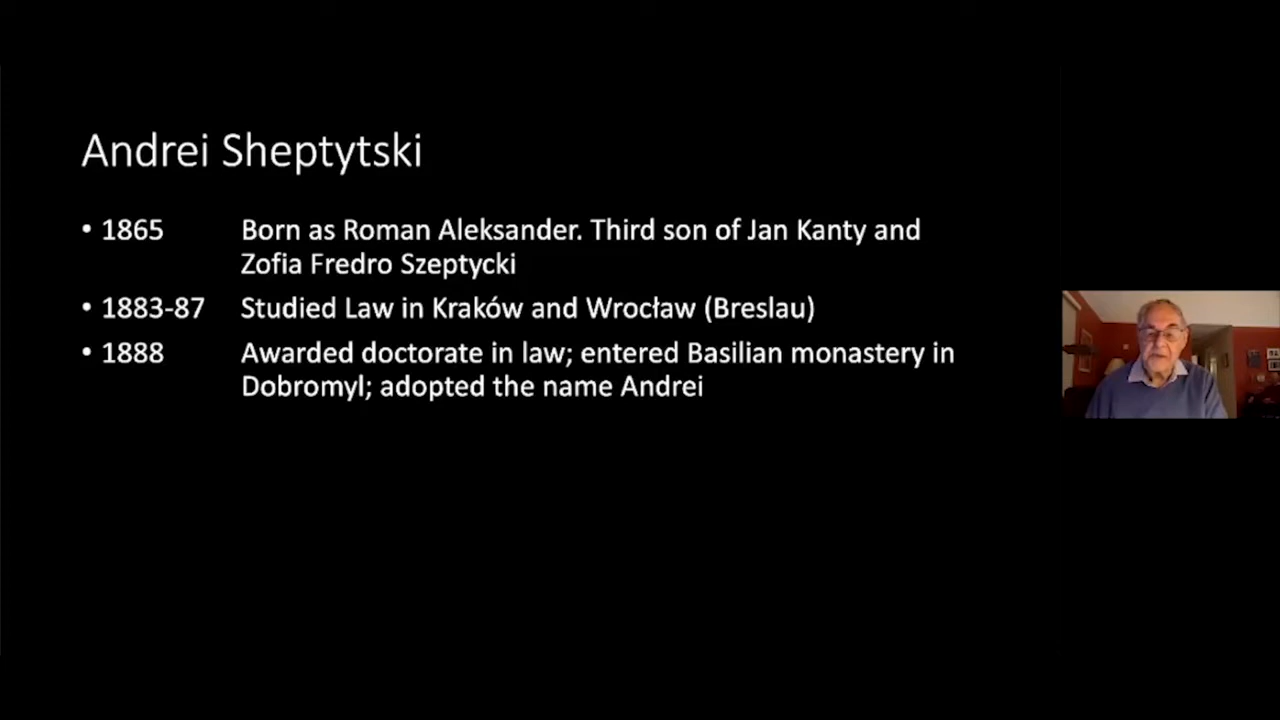 Andrei Sheptytski
• 1865 Born as Roman Aleksander. Third son of Jan Kanty and
Zofia Fredro Szeptycki
• 1883-87 Studied Law in Kraków and Wrocław (Breslau)
• 1888 Awarded doctorate in law; entered Basilian monastery in
Dobromyl; adopted the name Andrei